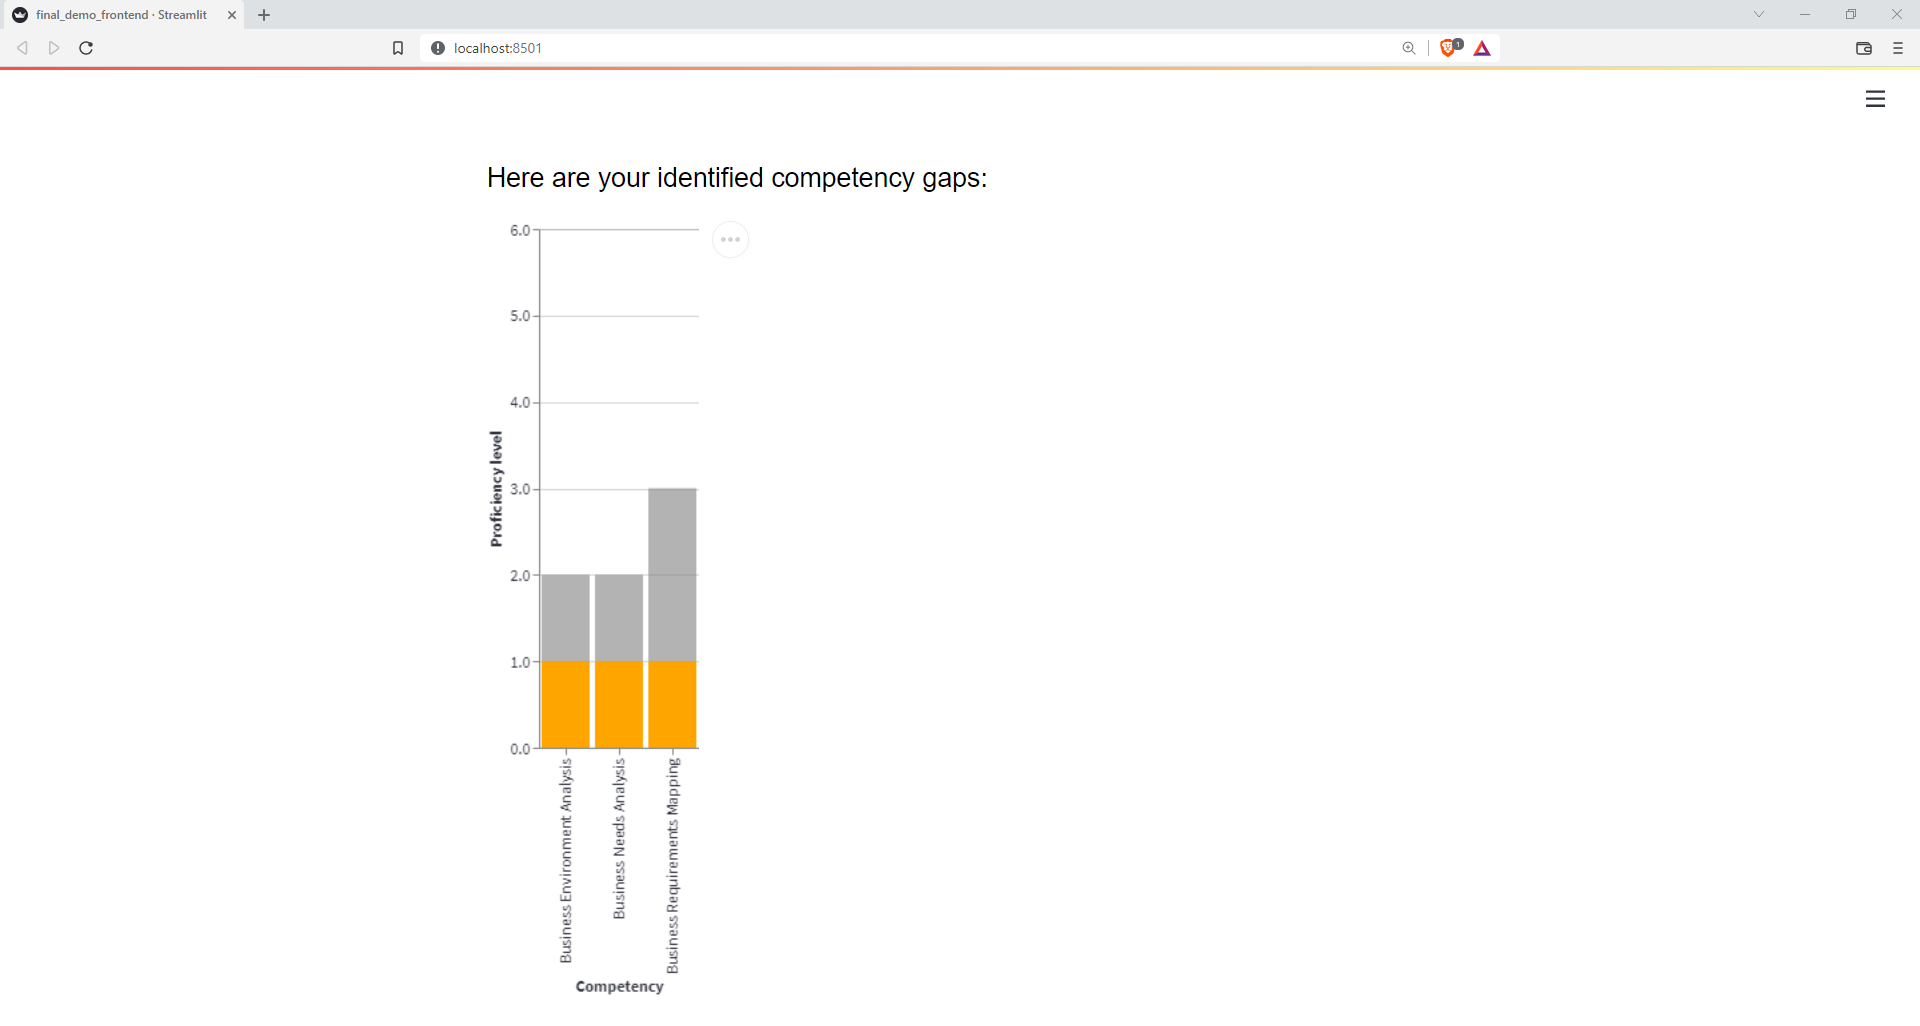 final_demo_frontend · Streamlit
localhost:8501
1
Here are your identified competency gaps:
6.0
5.0
4.0
3.0
2.0
1.0
0.0
Proficiency level
Business Environment Analysis
Business Needs Analysis
Business Requirements Mapping
Competency